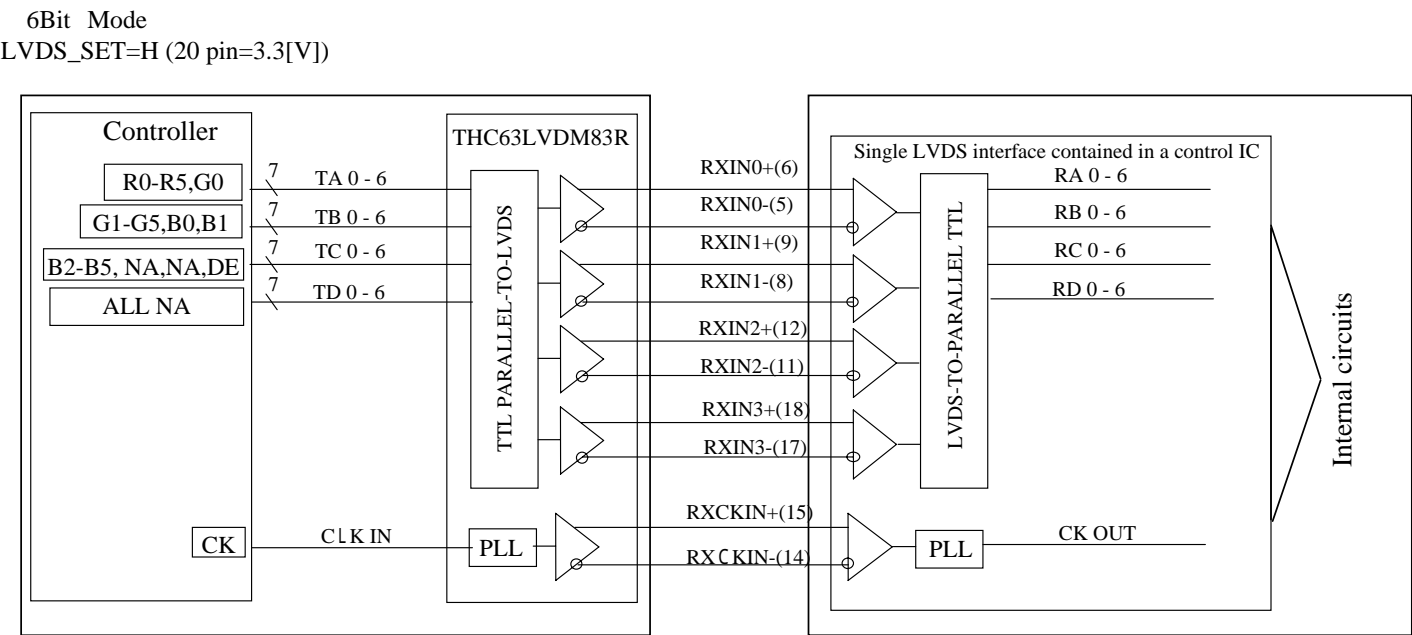 6Bit Mode
LVDS_SET=H (20 pin=3.3[V])
Controller
R0-R5,G0
G1-G5,B0,B1
B2-B5, NA,NA,DE
ALL NA
CK
7
TA 0 - 6
7
TB 0 - 6
7
TC 0 - 6
7
TD 0 - 6
CLK IN
THC63LVDM83R
TTL PARALLEL-TO-LVDS
PLL
RXIN0+(6)
RXIN0-(5)
RXIN1+(9)
RXIN1-(8)
RXIN2+(12)
RXIN2-(11)
RXIN3+(18)
RXIN3-(17)
RXCKIN+(15)
RXCKIN-(14)
Single LVDS interface contained in a control IC
LVDS-TO-PARALLEL TTL
PLL
RA 0 - 6
RB 0 - 6
RC 0 - 6
RD 0 - 6
CK OUT
Internal circuits